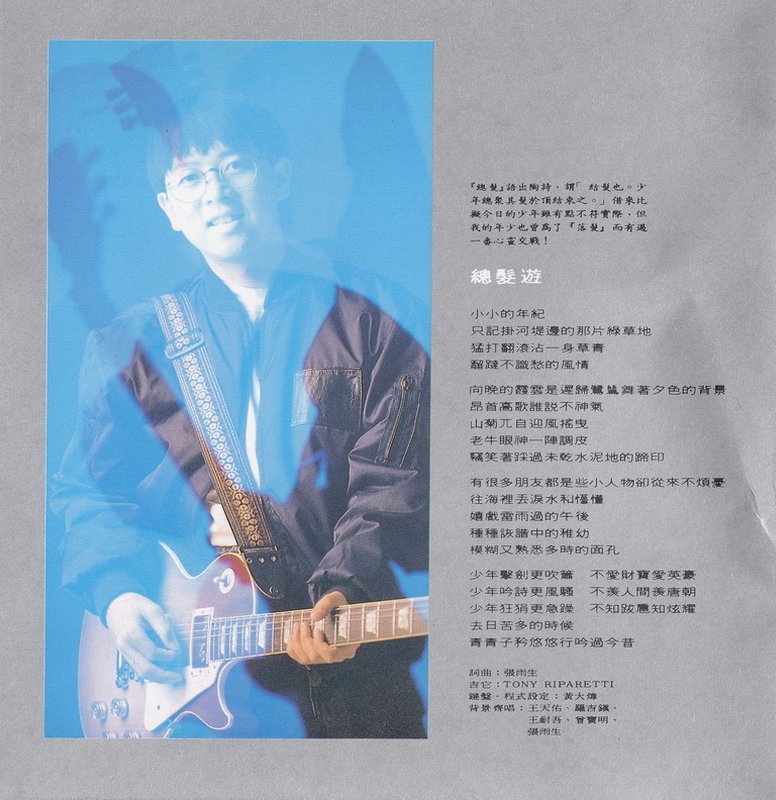 『總髮』語出陶詩，謂「結髮也。少
年總聚其髮於頂結束之。」借來比
擬今日的少年雖有點不符實際，但
我的年少也曾為了『落髮』而有過
一番心靈交戰！
總髮遊
小小的年紀
只記掛河堤邊的那片綠草地
猛打翻滾沾一身草青
蹓躂不識愁的風情
向晚的霞雲是遲歸鷺鷥舞著夕色的背景
昂首高歌誰說不神氣
山菊兀自迎風搖曳
老牛眼神一陣調皮
竊笑著踩過未乾水泥地的蹄印
有很多朋友都是些小人物卻從來不煩憂
往海裡丟淚水和懵懂
嬉戲雷雨過的午後
種種詼諧中的稚幼
模糊又熟悉多時的面孔
少年擊劍更吹簫　不愛財寶愛英豪
少年吟詩更風騷　不羨人間羨唐朝
少年狂狷更急躁　不知跋扈知炫耀
去日苦多的時候
青青子矜悠悠行吟過今昔
詞曲：張雨生
吉它：TONY RIPARETTI
鍵盤・程式設定：黃大煒
背景齊唱：王天佑、羅吉鎮、
王耐吾、曾寶明、
張雨生